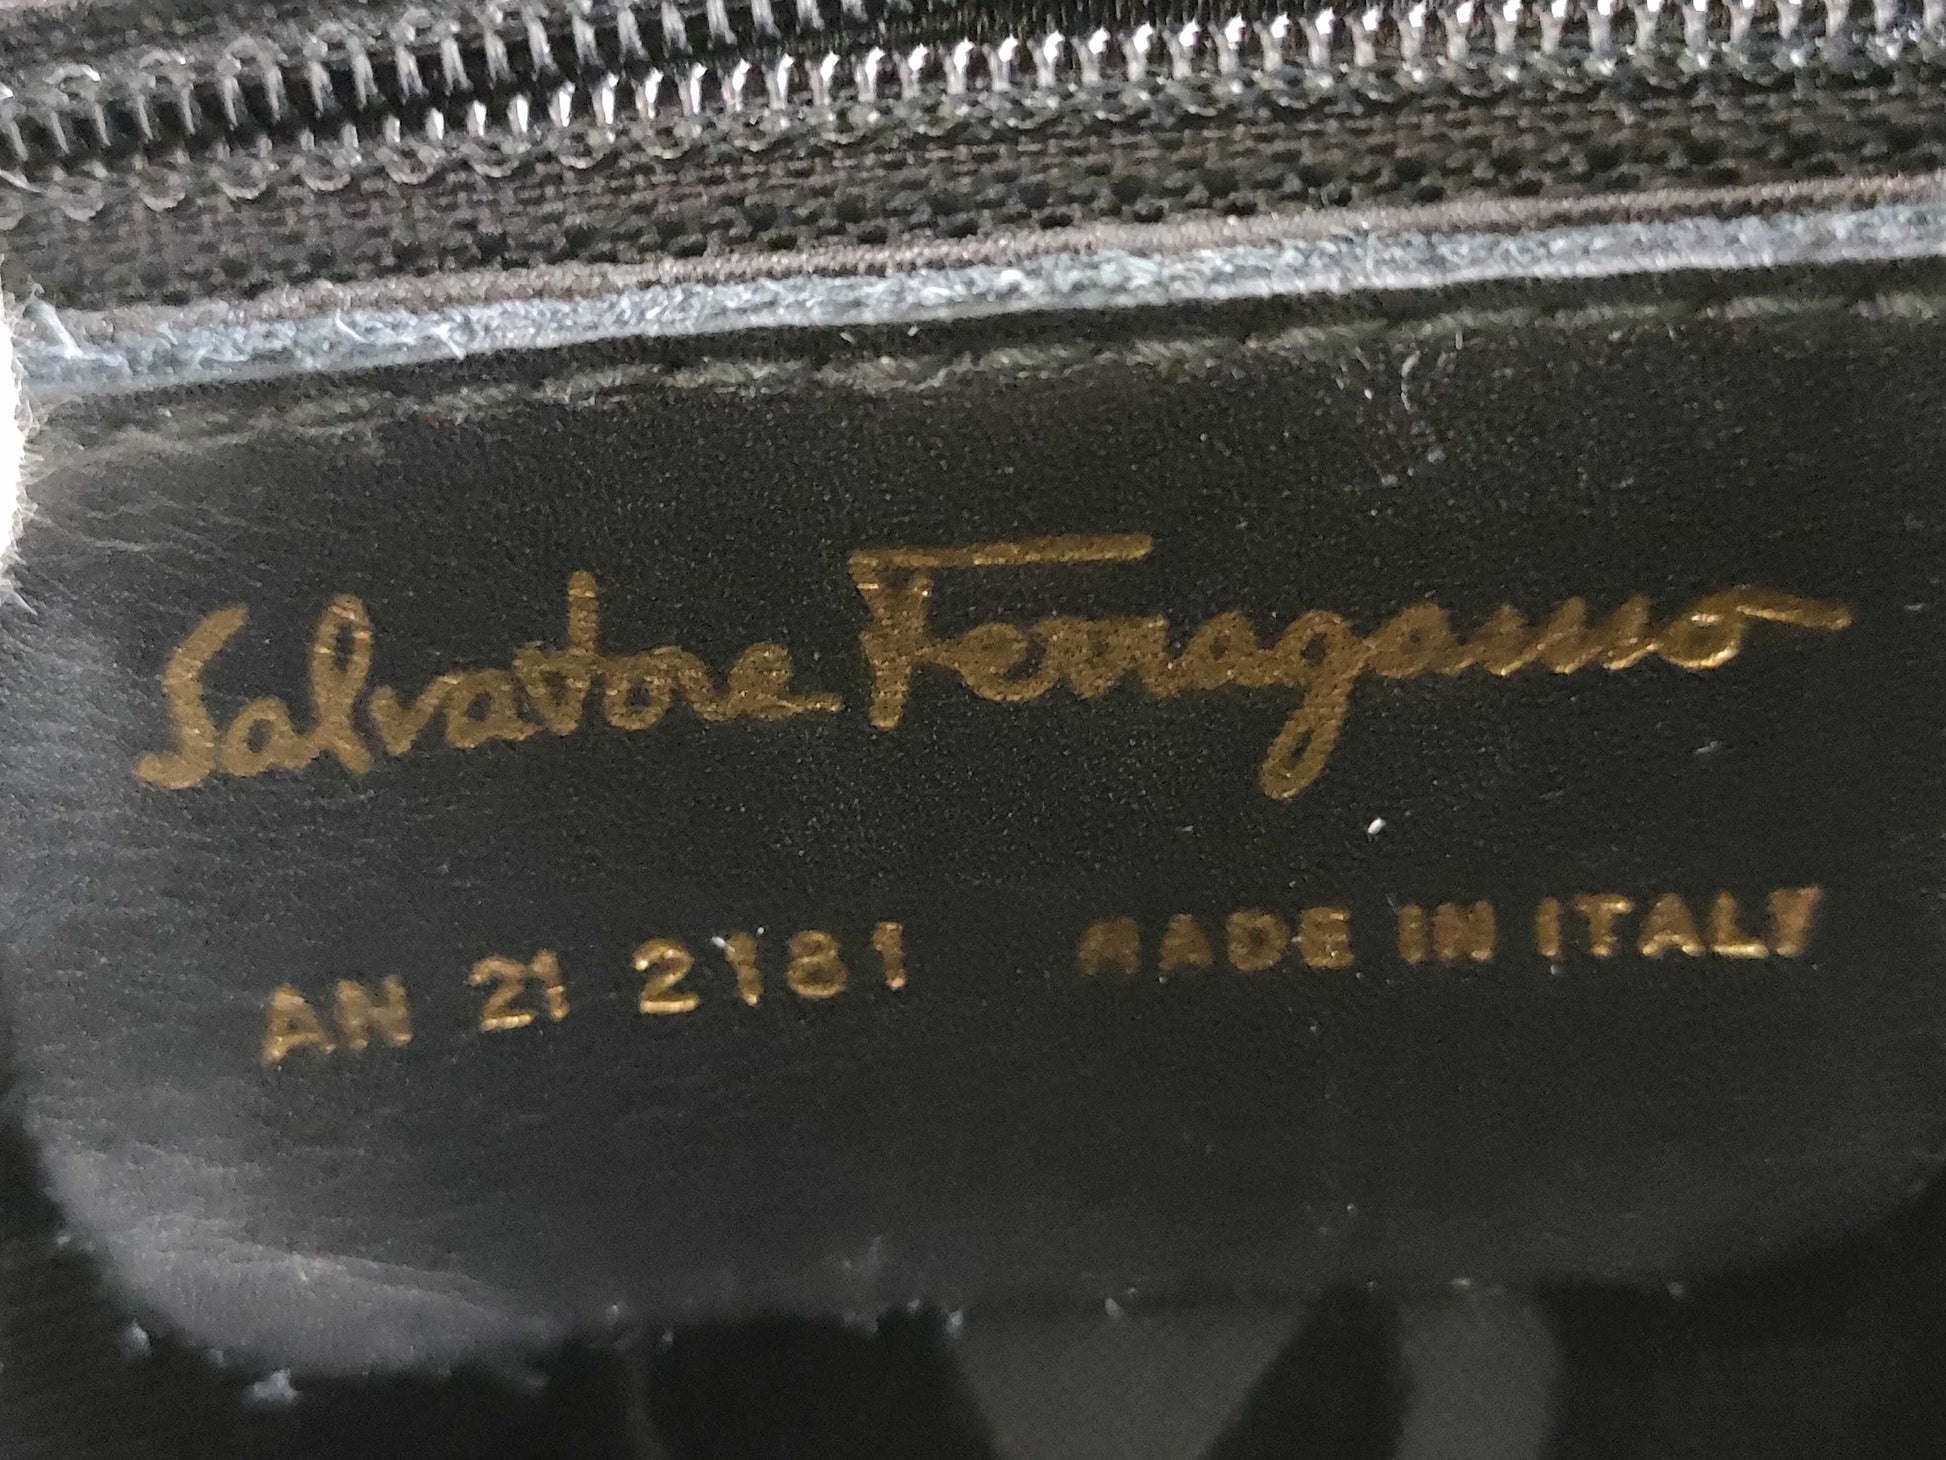 Salvatore Ferragamo
AN 21 2181 MADE IN ITALY